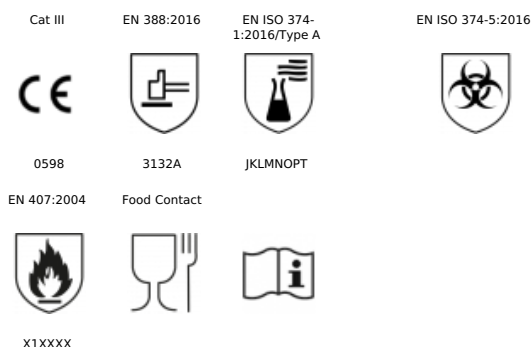 Cat III
EN 388:2016
EN ISO 374-
1:2016/Type A
EN ISO 374-5:2016
CE
0598
3132A
JKLMNOPT
EN 407:2004
Food Contact
i
X1XXXX